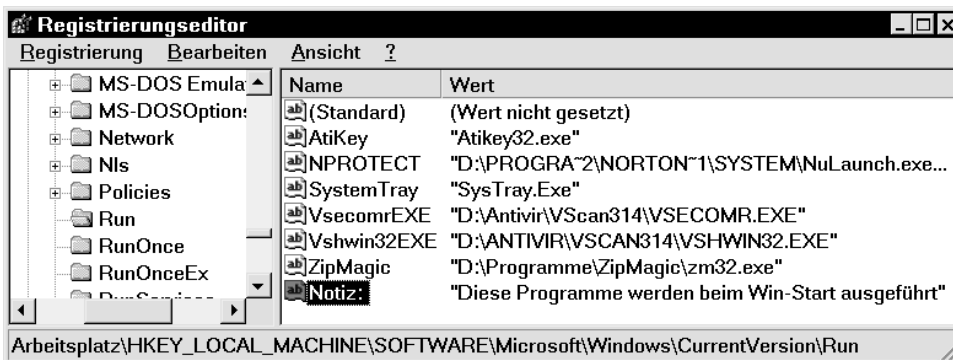 Registrierungseditor
Registrierung Bearbeiten Ansicht ?
MS-DOS Emula
MS-DOSOption
Network
Nls
Policies
Run
RunOnce
RunOnceEx
Name Wert
(Standard) (Wert nicht gesetzt)
AtiKey "Atikey32.exe"
NPROTECT "D:\PROGRA~2\NORTON~1\SYSTEM\NuLaunch.exe...
SystemTray "SysTray.Exe"
VsecomrEXE "D:\Antivir\VScan314\VSECOMR.EXE"
Vshwin32EXE "D:\ANTIVIR\VSCAN314\VSHWIN32.EXE"
ZipMagic "D:\Programme\ZipMagic\zm32.exe"
Notiz: "Diese Programme werden beim Win-Start ausgeführt"
Arbeitsplatz\HKEY_LOCAL_MACHINE\SOFTWARE\Microsoft\Windows\CurrentVersion\Run